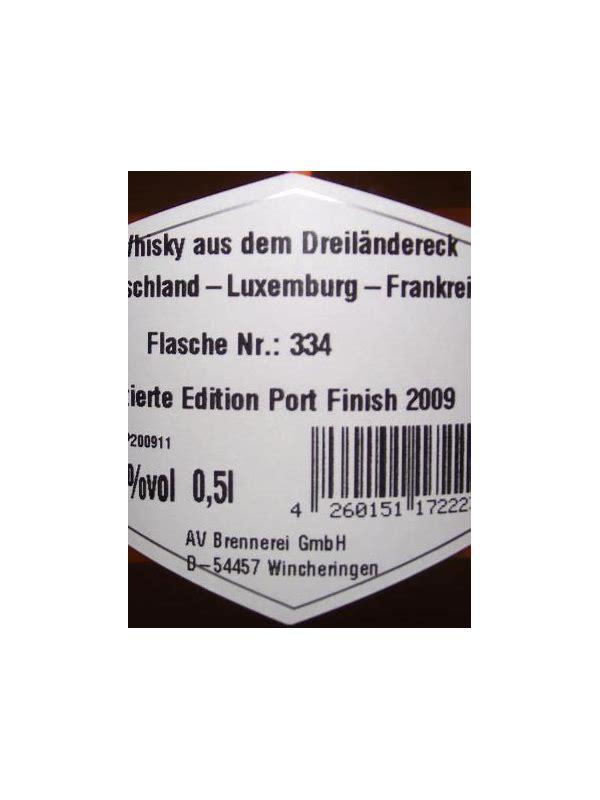 Whisky aus dem Dreiländereck
schland – Luxemburg – Frankrei
Flasche Nr.: 334
tierte Edition Port Finish 2009
P200911
%vol 0,5l
4 260151 17222
AV Brennerei GmbH
D–54457 Wincheringen